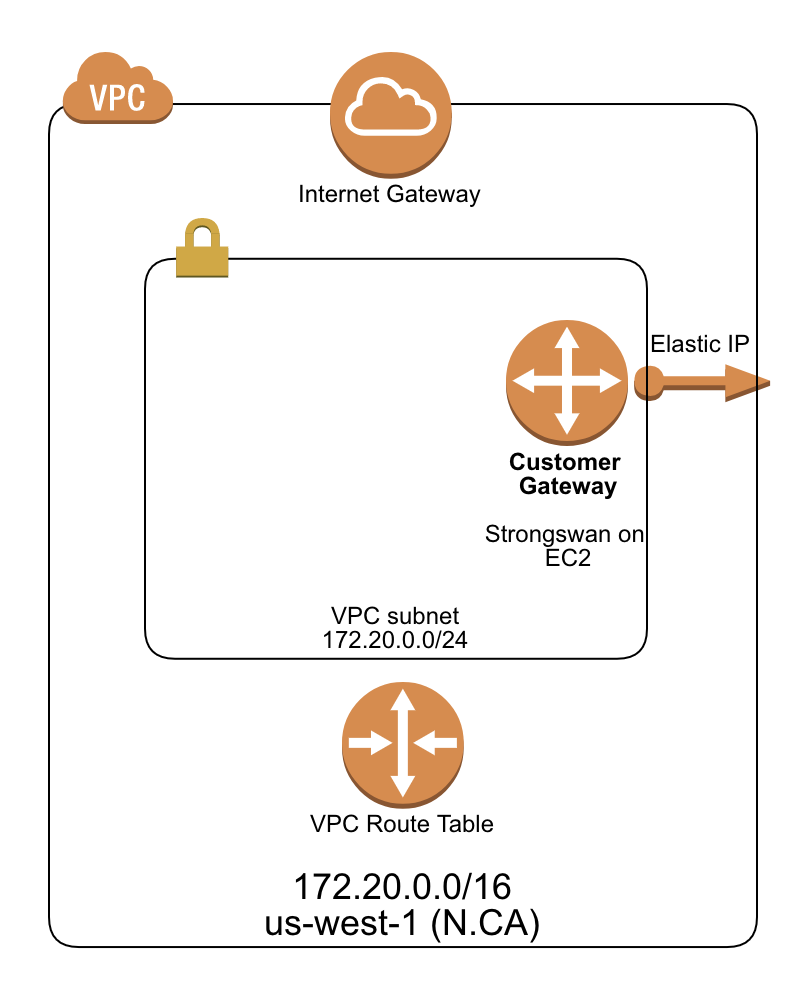 VPC
Internet Gateway
Elastic IP
Customer
Gateway
Strongswan on
EC2
VPC subnet
172.20.0.0/24
VPC Route Table
172.20.0.0/16
us-west-1 (N.CA)